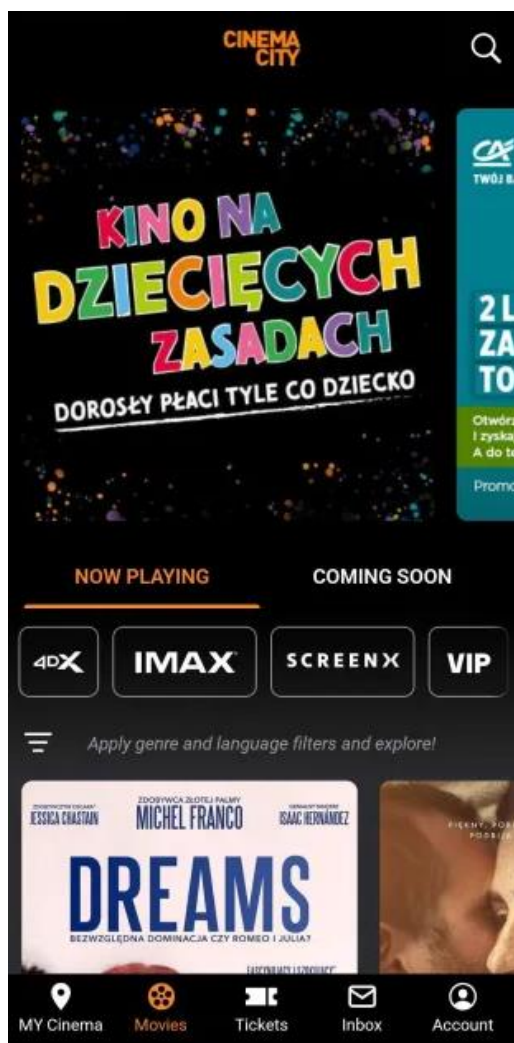 CINEMA
CITY
KINO NA
DZIECIĘCYCH
ZASADACH
DOROSŁY PŁACI TYLE CO DZIECKO
CA
TWÓJ
2
ZA
TO
Otwórz
I zyska
A do te
Promo
NOW PLAYING
COMING SOON
4DX
IMAX
SCREENX
VIP
Apply genre and language filters and explore!
JESSICA CHASTAIN
ZDOBYWCA ZŁOTEJ PALMY
MICHEL FRANCO
ISAAC HERNÁNDEZ
DREAMS
BEZWZGLĘDNA DOMINACJA CZY ROMEO I JULIA?
PIĘKNY,
MY Cinema
Movies
Tickets
Inbox
Account